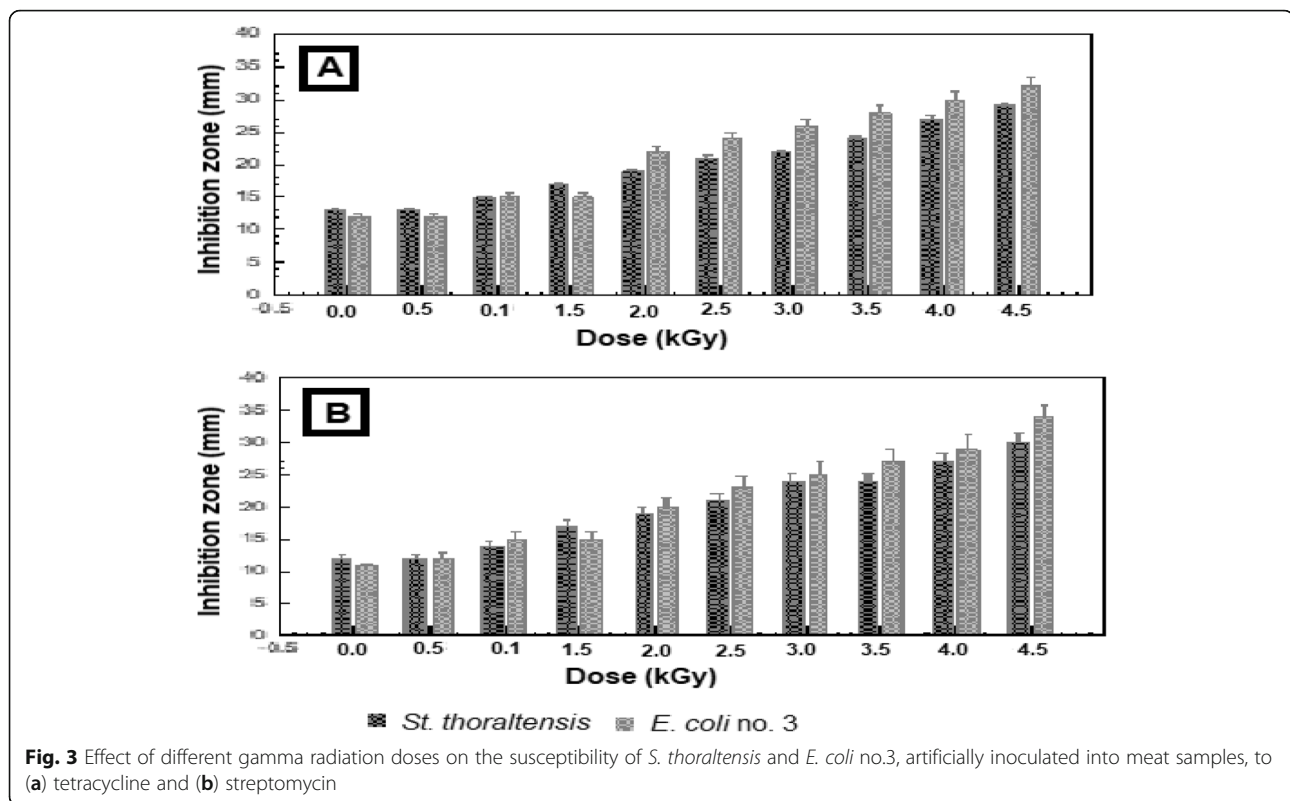 A
Inhibition zone (mm)
40
35
30
25
20
15
10
5
0
-0.5 0.0 0.5 0.1 1.5 2.0 2.5 3.0 3.5 4.0 4.5
Dose (kGy)
B
Inhibition zone (mm)
40
35
30
25
20
15
10
5
0
-0.5 0.0 0.5 0.1 1.5 2.0 2.5 3.0 3.5 4.0 4.5
Dose (kGy)
St. thoraltensis E. coli no. 3
Fig. 3 Effect of different gamma radiation doses on the susceptibility of S. thoraltensis and E. coli no.3, artificially inoculated into meat samples, to
(a) tetracycline and (b) streptomycin